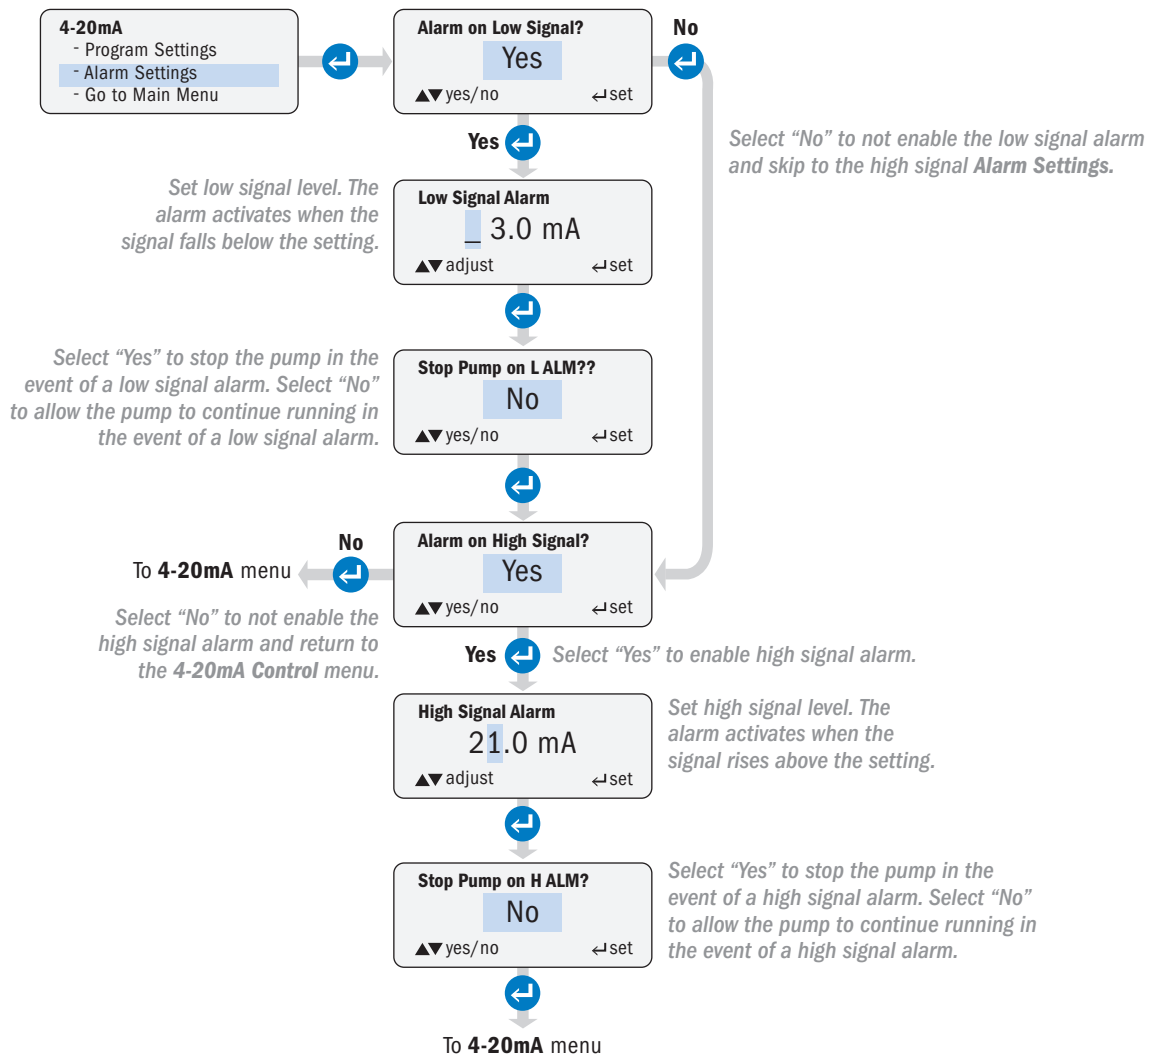 4-20mA
- Program Settings
- Alarm Settings
- Go to Main Menu
Alarm on Low Signal?
Yes
▲▼ yes/no ↵ set
No
Select “No” to not enable the low signal alarm
and skip to the high signal Alarm Settings.
Yes
Set low signal level. The
alarm activates when the
signal falls below the setting.
Low Signal Alarm
_ 3.0 mA
▲▼ adjust ↵ set
Select “Yes” to stop the pump in the
event of a low signal alarm. Select “No”
to allow the pump to continue running in
the event of a low signal alarm.
Stop Pump on L ALM??
No
▲▼ yes/no ↵ set
Alarm on High Signal?
Yes
▲▼ yes/no ↵ set
No
To 4-20mA menu
Select “No” to not enable the
high signal alarm and return to
the 4-20mA Control menu.
Yes
Select “Yes” to enable high signal alarm.
High Signal Alarm
21.0 mA
▲▼ adjust ↵ set
Set high signal level. The
alarm activates when the
signal rises above the setting.
Stop Pump on H ALM?
No
▲▼ yes/no ↵ set
Select “Yes” to stop the pump in the
event of a high signal alarm. Select “No”
to allow the pump to continue running in
the event of a high signal alarm.
To 4-20mA menu